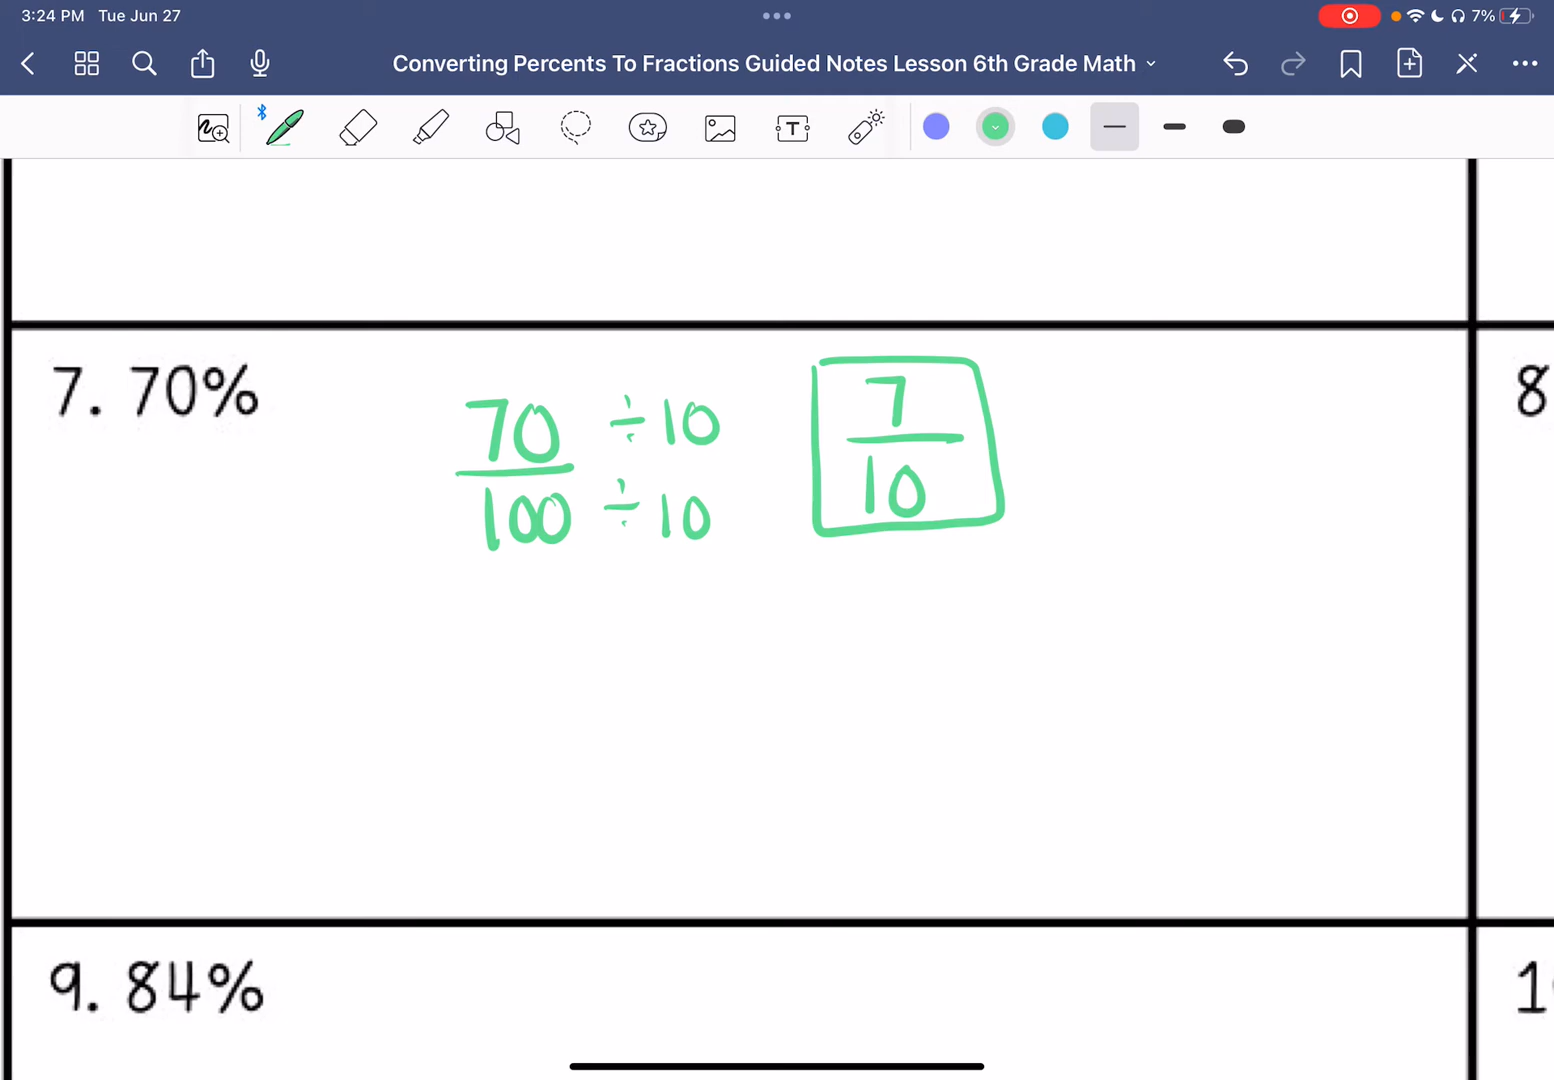 3:24 PM Tue Jun 27
7%
Converting Percents To Fractions Guided Notes Lesson 6th Grade Math
T
7. 70%
70 ÷ 10
100 ÷ 10
7
10
8
9. 84%
1